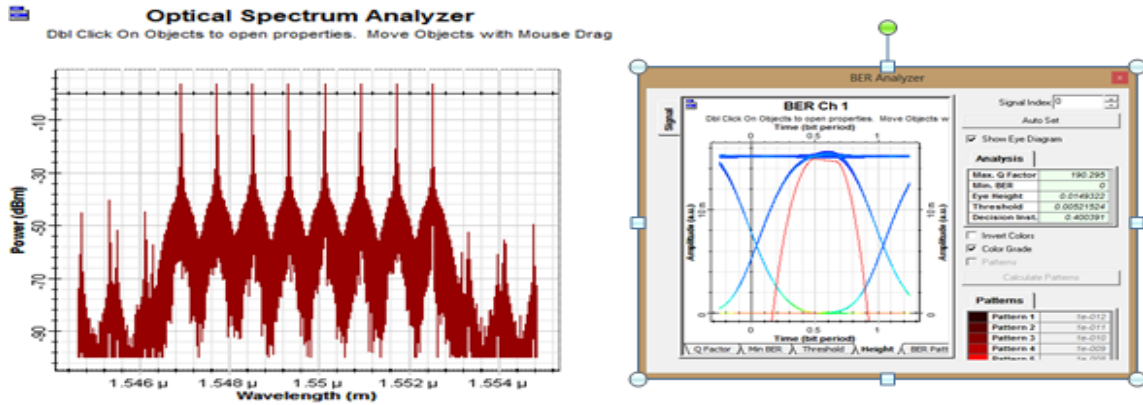 Optical Spectrum Analyzer
Dbl Click On Objects to open properties. Move Objects with Mouse Drag
Power (dBm)
-10
-30
-50
-70
-90
1.546 µ 1.548 µ 1.55 µ 1.552 µ 1.554 µ
Wavelength (m)
BER Analyzer
Signal
BER Ch 1
Dbl Click On Objects to open properties. Move Objects w
Time (bit period)
0 0.5 1
Amplitude (a.u.)
10 m
0
Amplitude (a.u.)
10 m
0
0 0.5 1
Time (bit period)
Q Factor Min BER Threshold Height BER Patt
Signal Index: 0
Auto Set
Show Eye Diagram
Analysis
Max. Q Factor 190.295
Min. BER 0
Eye Height 0.0149322
Threshold 0.00521524
Decision Inst. 0.400391
Invert Colors
Color Grade
Patterns
Calculate Patterns
Patterns
Pattern 1 1e-012
Pattern 2 1e-011
Pattern 3 1e-010
Pattern 4 1e-009